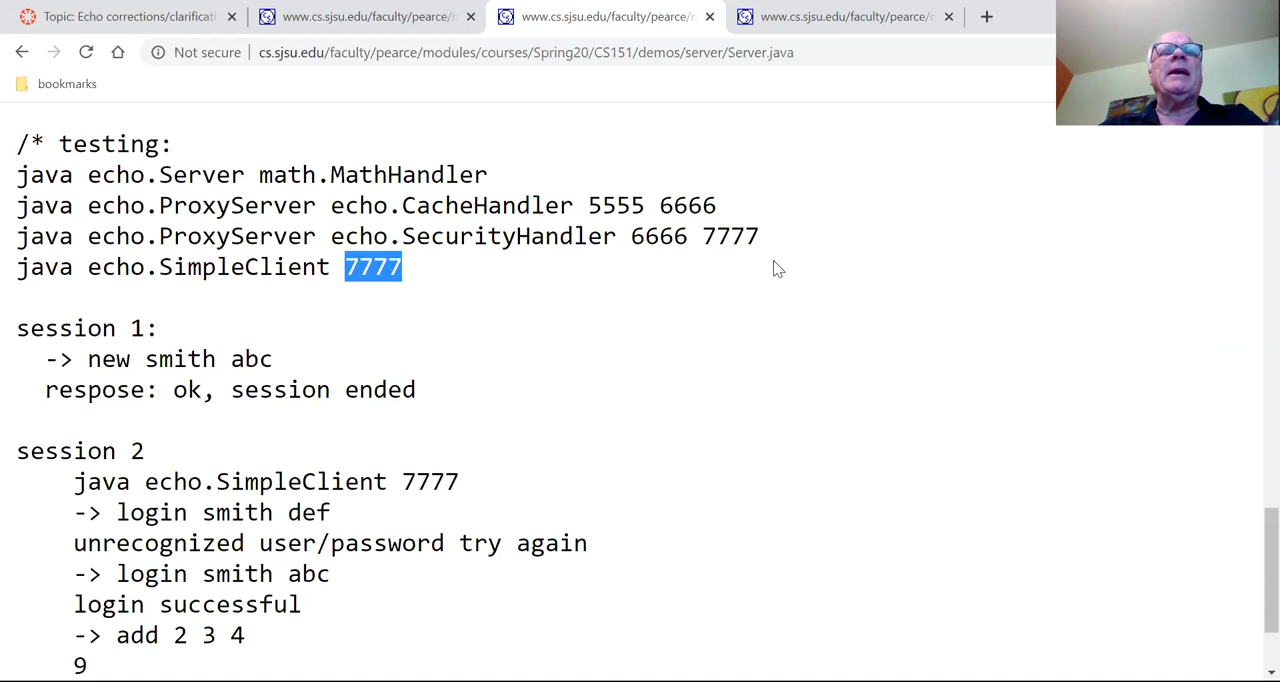 Topic: Echo corrections/clarificati
www.cs.sjsu.edu/faculty/pearce/m
www.cs.sjsu.edu/faculty/pearce/m
www.cs.sjsu.edu/faculty/pearce/m
Not secure
cs.sjsu.edu/faculty/pearce/modules/courses/Spring20/CS151/demos/server/Server.java
bookmarks
/* testing:
java echo.Server math.MathHandler
java echo.ProxyServer echo.CacheHandler 5555 6666
java echo.ProxyServer echo.SecurityHandler 6666 7777
java echo.SimpleClient 7777
session 1:
-> new smith abc
respose: ok, session ended
session 2
java echo.SimpleClient 7777
-> login smith def
unrecognized user/password try again
-> login smith abc
login successful
-> add 2 3 4
9